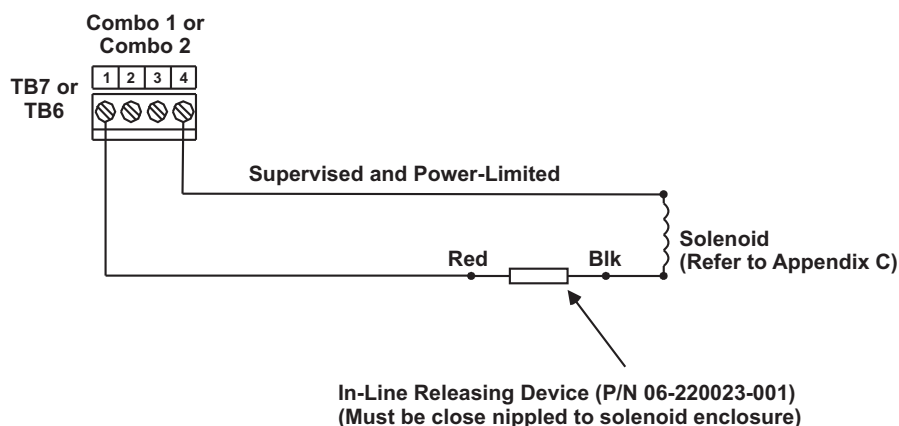 Combo 1 or
Combo 2
1 2 3 4
TB7 or
TB6
Supervised and Power-Limited
Solenoid
(Refer to Appendix C)
Red
Blk
In-Line Releasing Device (P/N 06-220023-001)
(Must be close nippled to solenoid enclosure)